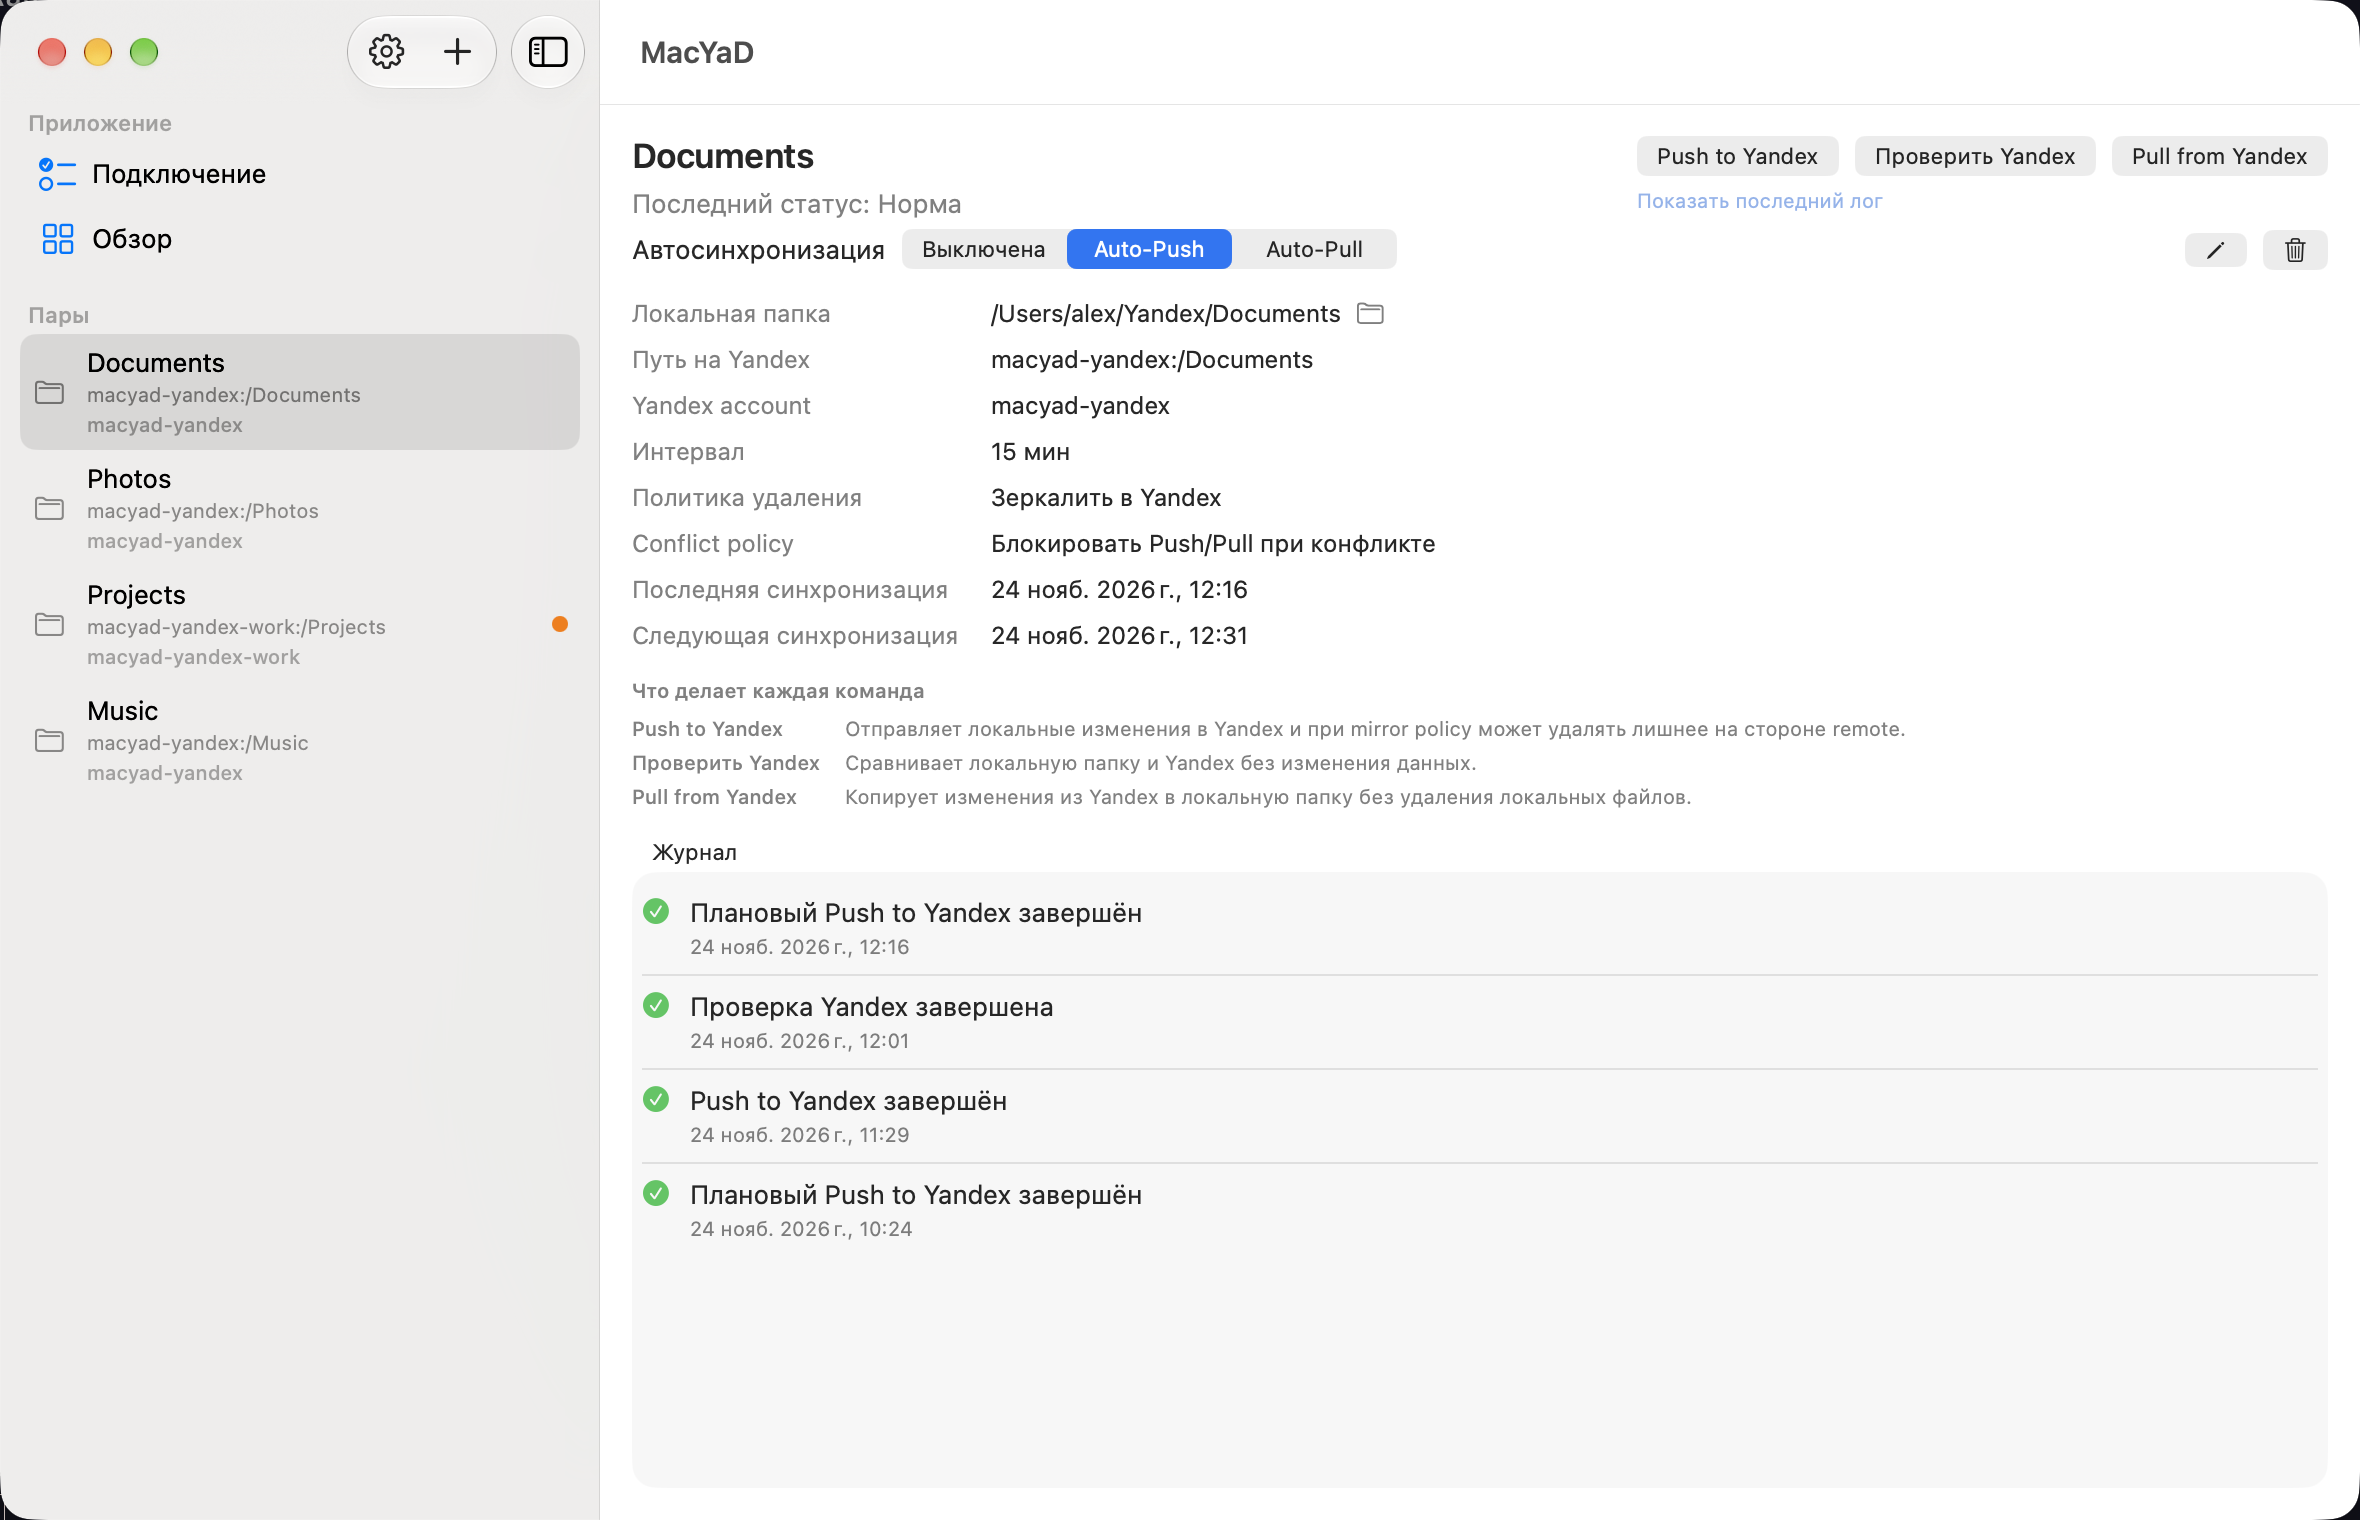 MacYaD
Приложение
Подключение
Обзор
Пары
Documents
macyad-yandex:/Documents
macyad-yandex
Photos
macyad-yandex:/Photos
macyad-yandex
Projects
macyad-yandex-work:/Projects
macyad-yandex-work
Music
macyad-yandex:/Music
macyad-yandex
Documents
Push to Yandex Проверить Yandex Pull from Yandex
Последний статус: Норма
Показать последний лог
Автосинхронизация Выключена Auto-Push Auto-Pull
Локальная папка /Users/alex/Yandex/Documents
Путь на Yandex macyad-yandex:/Documents
Yandex account macyad-yandex
Интервал 15 мин
Политика удаления Зеркалить в Yandex
Conflict policy Блокировать Push/Pull при конфликте
Последняя синхронизация 24 нояб. 2026 г., 12:16
Следующая синхронизация 24 нояб. 2026 г., 12:31
Что делает каждая команда
Push to Yandex Отправляет локальные изменения в Yandex и при mirror policy может удалять лишнее на стороне remote.
Проверить Yandex Сравнивает локальную папку и Yandex без изменения данных.
Pull from Yandex Копирует изменения из Yandex в локальную папку без удаления локальных файлов.
Журнал
Плановый Push to Yandex завершён
24 нояб. 2026 г., 12:16
Проверка Yandex завершена
24 нояб. 2026 г., 12:01
Push to Yandex завершён
24 нояб. 2026 г., 11:29
Плановый Push to Yandex завершён
24 нояб. 2026 г., 10:24